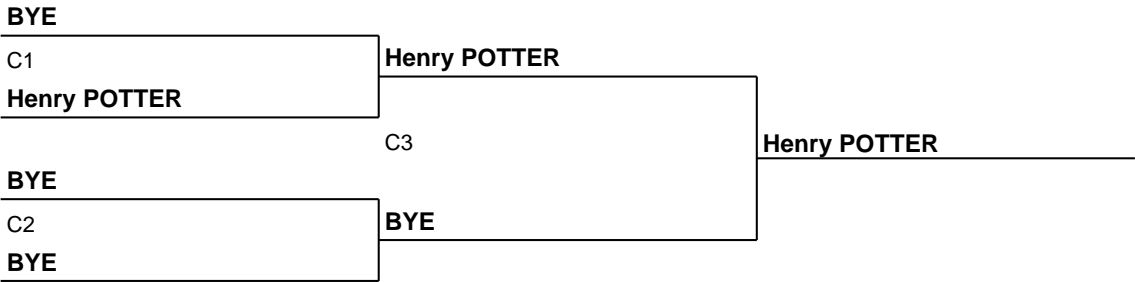 BYE
C1
Henry POTTER
Henry POTTER
C3
Henry POTTER
BYE
C2
BYE
BYE